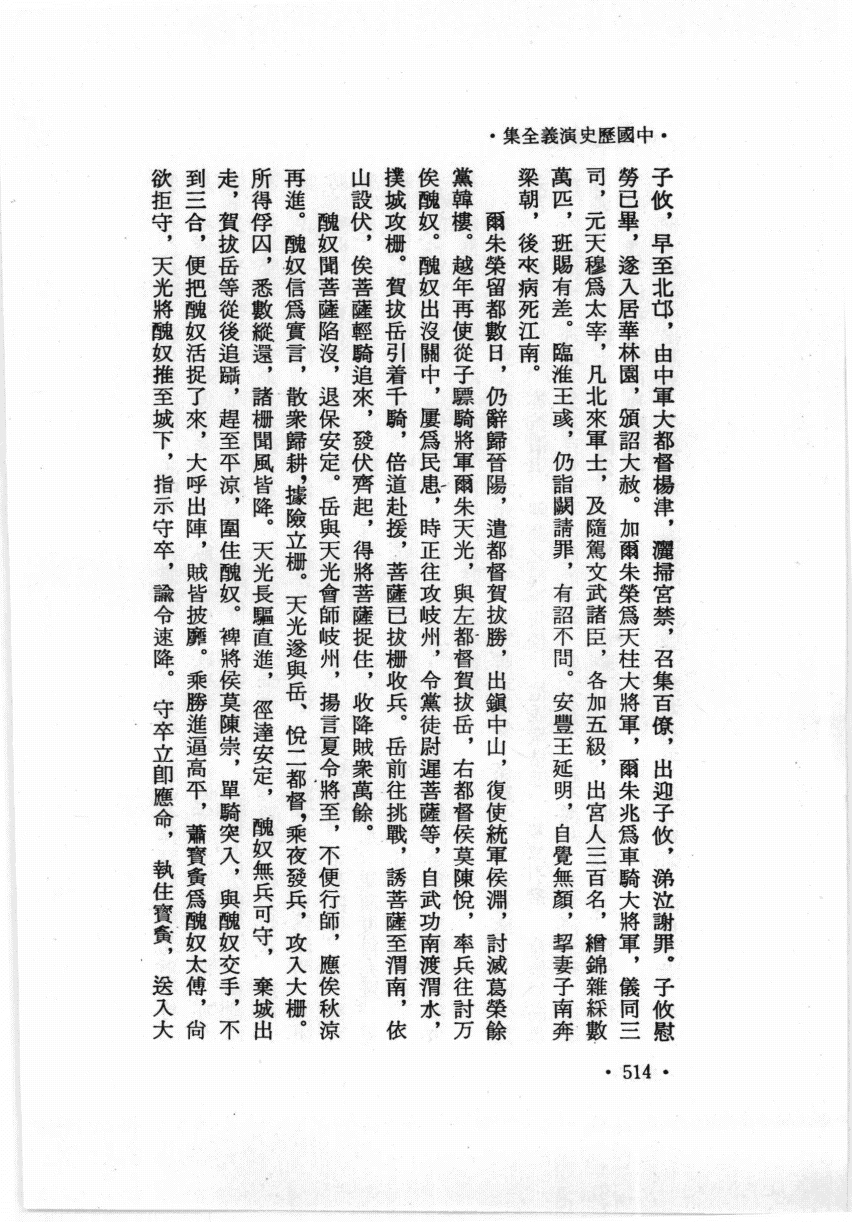 ·中國歷史演義全集·
子攸，早至北邙，由中軍大都督楊津，灑掃宮禁，召集百僚，出迎子攸，涕泣謝罪。子攸慰
勞已畢，遂入居華林園，頒詔大赦。加爾朱榮爲天柱大將軍，爾朱兆爲車騎大將軍，儀同三
司，元天穆爲太宰，凡北來軍士，及隨駕文武諸臣，各加五級，出宮人三百名，繒錦雜綵數
萬匹，班賜有差。臨淮王彧，仍詣闕請罪，有詔不問。安豐王延明，自覺無顏，挈妻子南奔
梁朝，後來病死江南。
爾朱榮留都數日，仍辭歸晉陽，遣都督賀拔勝，出鎮中山，復使統軍侯淵，討滅葛榮餘
黨韓樓。越年再使從子驃騎將軍爾朱天光，與左都督賀拔岳，右都督侯莫陳悅，率兵往討万
俟醜奴。醜奴出沒關中，屢爲民患，時正往攻岐州，令黨徒尉遲菩薩等，自武功南渡渭水，
撲城攻柵。賀拔岳引着千騎，倍道赴援，菩薩已拔柵收兵。岳前往挑戰，誘菩薩至渭南，依
山設伏，俟菩薩輕騎追來，發伏齊起，得將菩薩捉住，收降賊衆萬餘。
醜奴聞菩薩陷沒，退保安定。岳與天光會師岐州，揚言夏令將至，不便行師，應俟秋涼
再進。醜奴信爲實言，散衆歸耕，據險立柵。天光遂與岳、悅二都督，乘夜發兵，攻入大柵。
所得俘囚，悉數縱還，諸柵聞風皆降。天光長驅直進，徑達安定，醜奴無兵可守，棄城出
走，賀拔岳等從後追躡，趕至平涼，圍住醜奴。裨將侯莫陳崇，單騎突入，與醜奴交手，不
到三合，便把醜奴活捉了來，大呼出陣，賊皆披靡。乘勝進逼高平，蕭寶夤爲醜奴太傅，尙
欲拒守，天光將醜奴推至城下，指示守卒，諭令速降。守卒立卽應命，執住寶夤，送入大
·514·